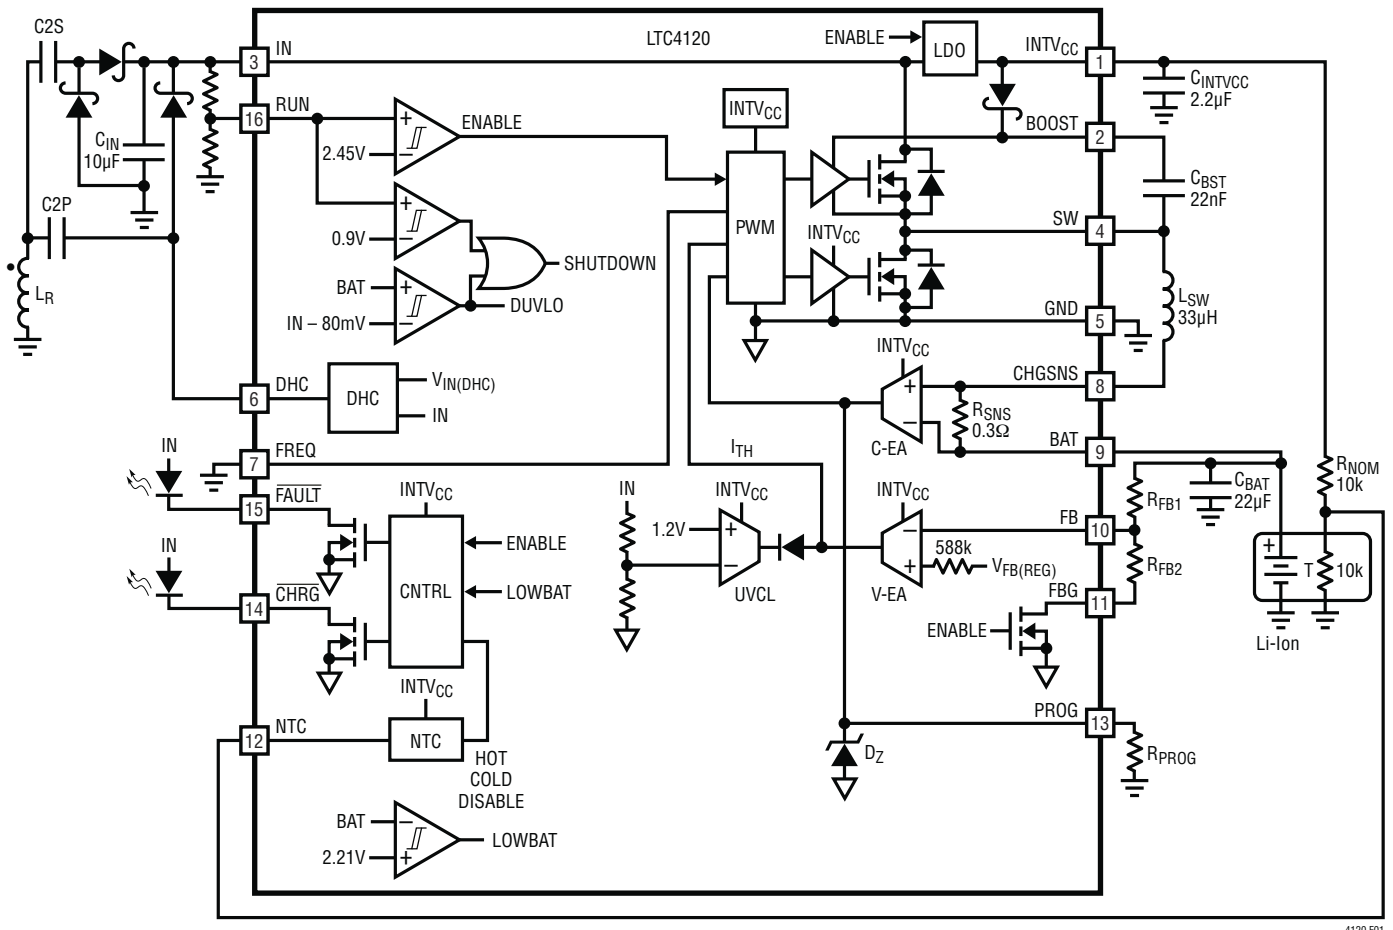 C2S
IN
LTC4120
ENABLE
LDO
INTVCC
3
1
CINTVCC
2.2µF
RUN
16
ENABLE
INTVCC
BOOST
2
CIN
10µF
2.45V
PWM
CBST
22nF
C2P
SW
4
0.9V
INTVCC
SHUTDOWN
BAT
LR
DUVLO
LSW
33µH
IN – 80mV
GND
5
INTVCC
DHC
6
DHC
VIN(DHC)
IN
CHGSNS
8
RSNS
0.3Ω
C-EA
BAT
9
IN
FREQ
7
ITH
RNOM
10k
FAULT
15
INTVCC
IN
INTVCC
INTVCC
RFB1
CBAT
22µF
1.2V
FB
10
IN
ENABLE
588k
VFB(REG)
RFB2
T
10k
CHRG
14
CNTRL
LOWBAT
UVCL
V-EA
FBG
11
ENABLE
Li-Ion
INTVCC
PROG
13
NTC
12
NTC
HOT
COLD
DISABLE
DZ
RPROG
BAT
LOWBAT
2.21V
4120 F01